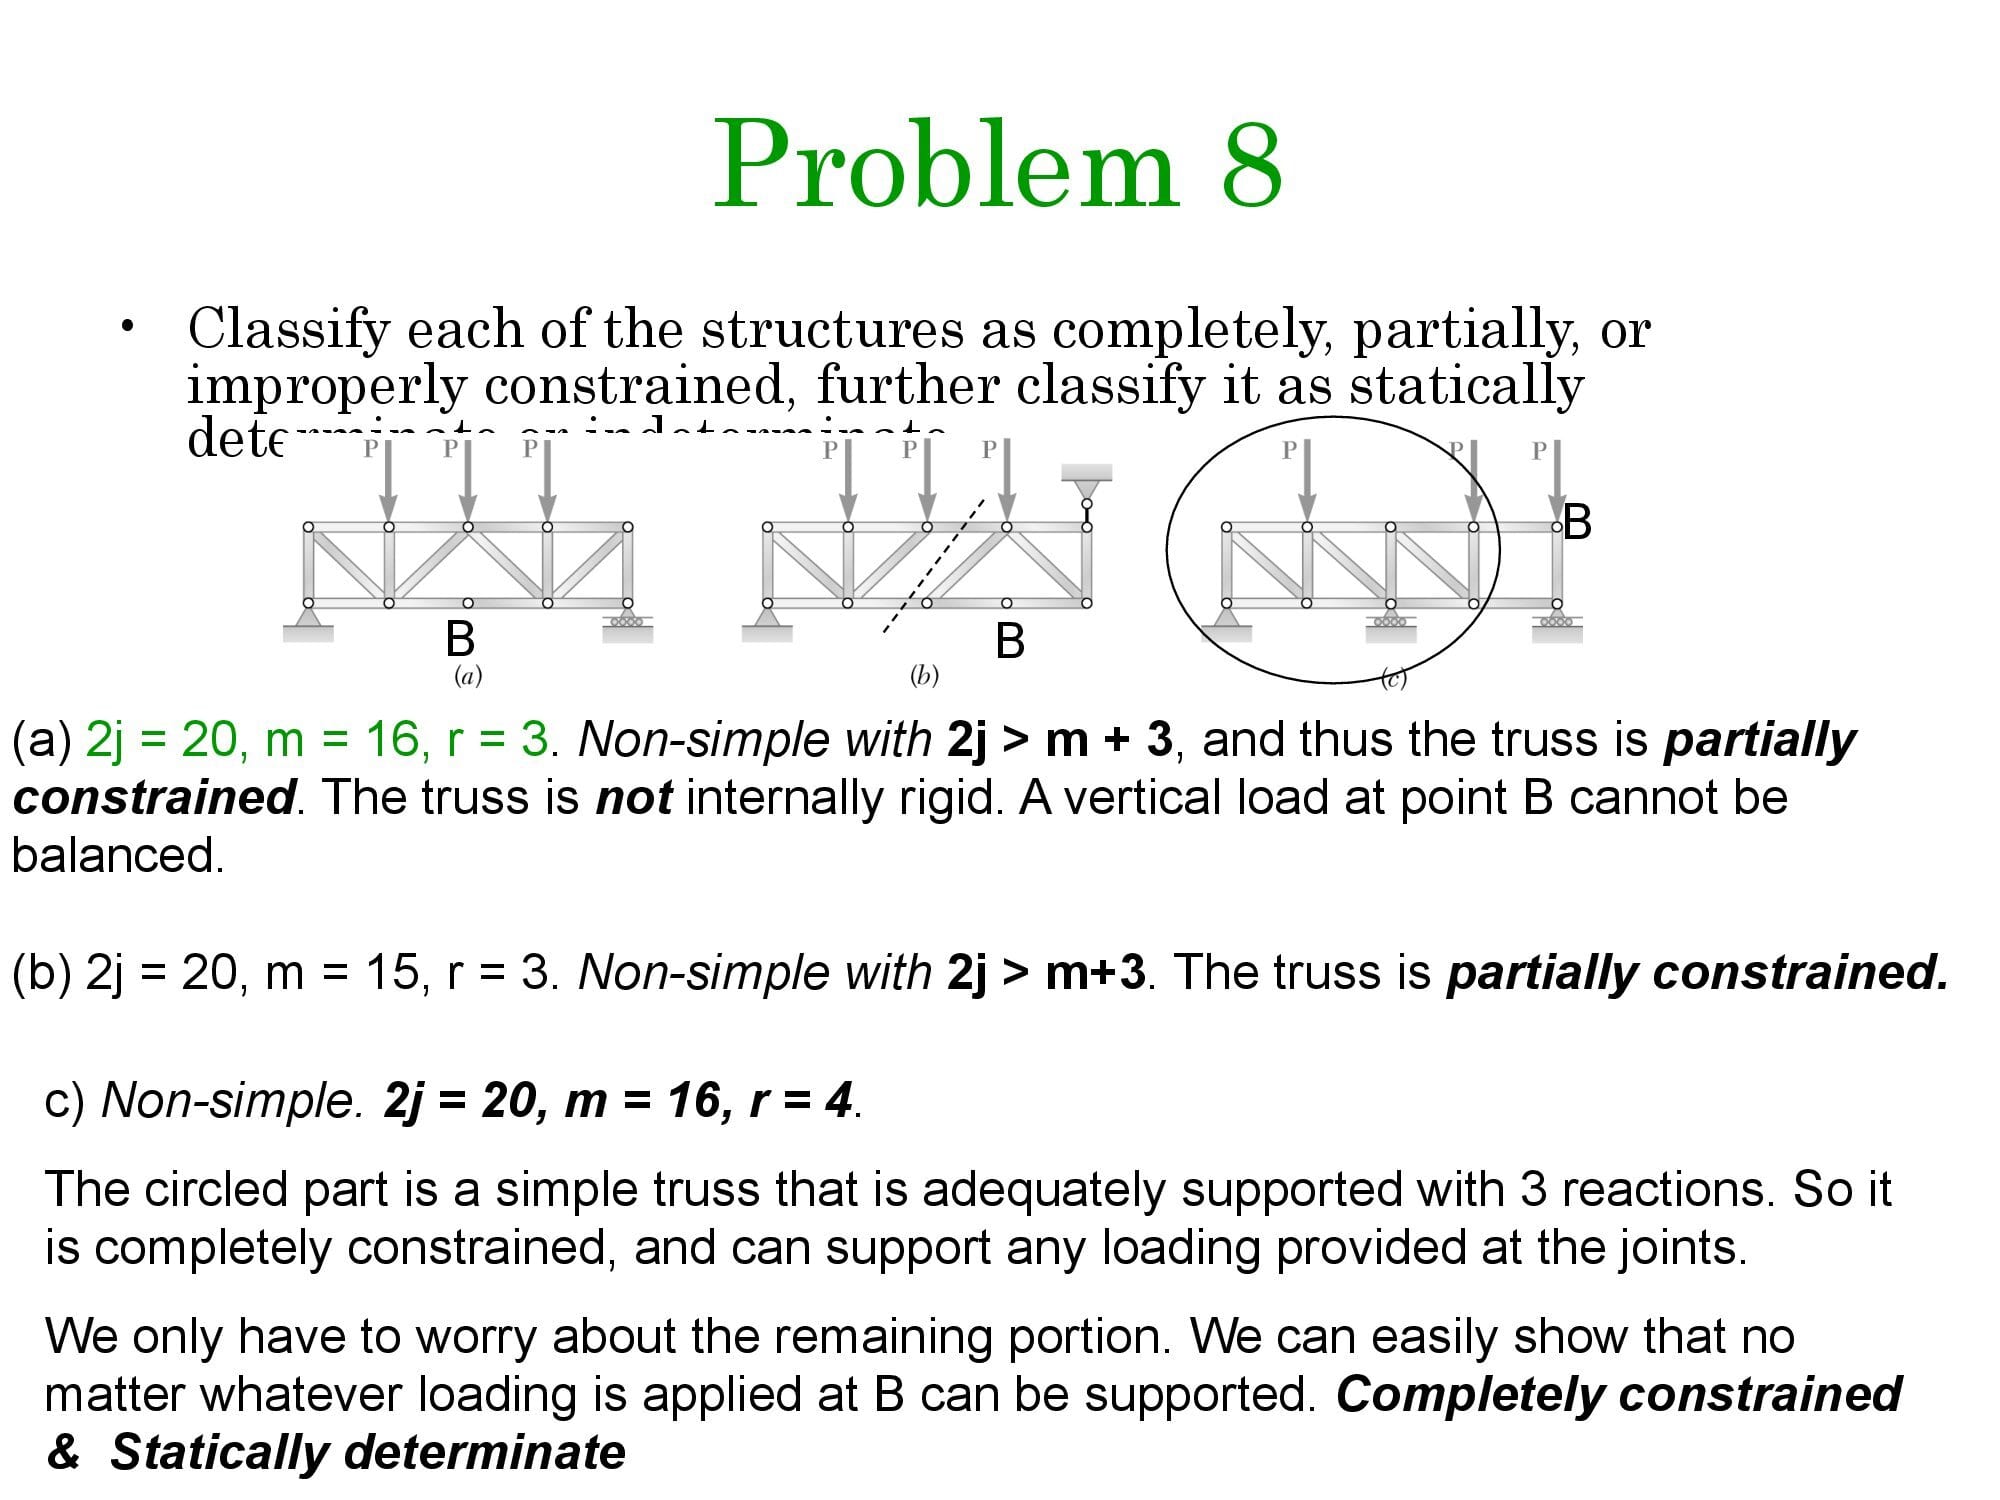 Problem 8
• Classify each of the structures as completely, partially, or
improperly constrained, further classify it as statically
determinate or indeterminate
P P P P P P P P P
B
B B
(a) (b) (c)
(a) 2j = 20, m = 16, r = 3. Non-simple with 2j > m + 3, and thus the truss is partially
constrained. The truss is not internally rigid. A vertical load at point B cannot be
balanced.
(b) 2j = 20, m = 15, r = 3. Non-simple with 2j > m+3. The truss is partially constrained.
c) Non-simple. 2j = 20, m = 16, r = 4.
The circled part is a simple truss that is adequately supported with 3 reactions. So it
is completely constrained, and can support any loading provided at the joints.
We only have to worry about the remaining portion. We can easily show that no
matter whatever loading is applied at B can be supported. Completely constrained
& Statically determinate